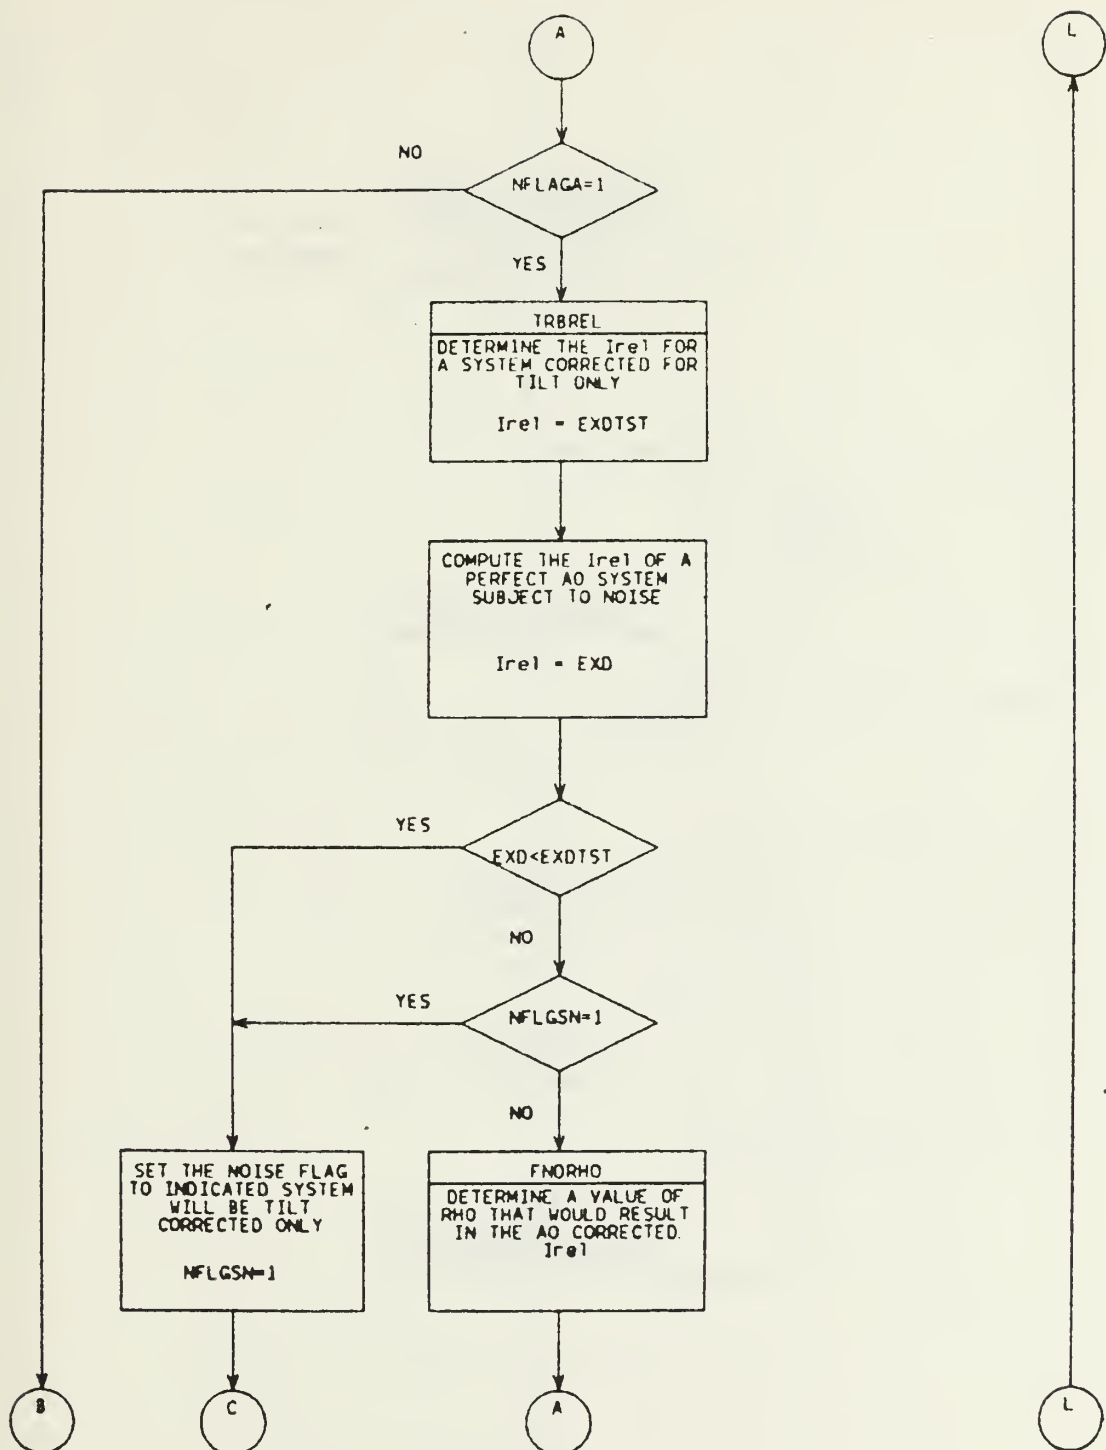 A
L
NO
NFLAGA=1
YES
TRBREL
DETERMINE THE Irel FOR
A SYSTEM CORRECTED FOR
TILT ONLY
Irel = EXDTST
COMPUTE THE Irel OF A
PERFECT AO SYSTEM
SUBJECT TO NOISE
Irel = EXD
YES
EXD<EXDTST
NO
YES
NFLGSN=1
NO
SET THE NOISE FLAG
TO INDICATED SYSTEM
WILL BE TILT
CORRECTED ONLY
NFLGSN=1
FNDRHO
DETERMINE A VALUE OF
RHO THAT WOULD RESULT
IN THE AO CORRECTED.
Irel
B
C
A
L